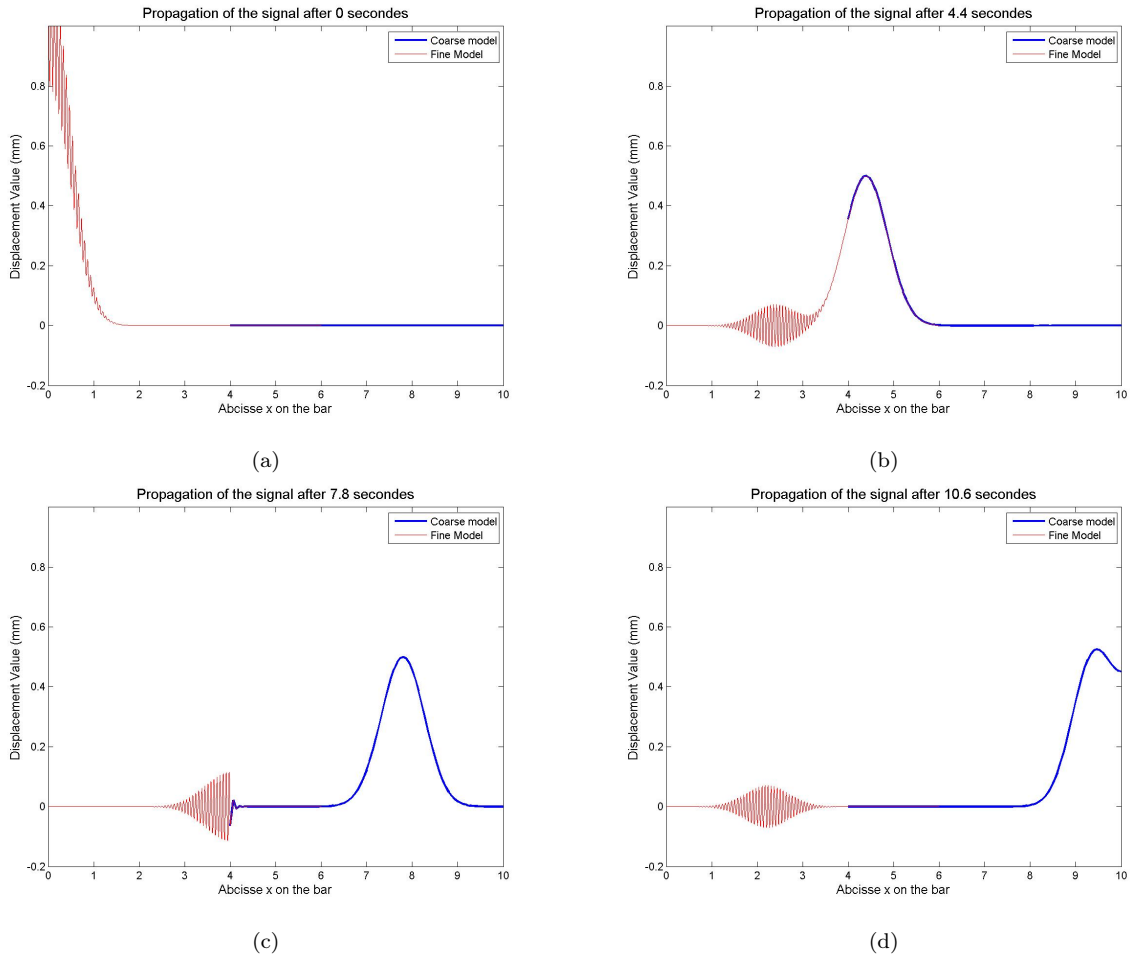 Propagation of the signal after 0 secondes
Coarse model
Fine Model
Displacement Value (mm)
0.8
0.6
0.4
0.2
0
-0.2
0 1 2 3 4 5 6 7 8 9 10
Abcisse x on the bar
(a)
Propagation of the signal after 4.4 secondes
Coarse model
Fine Model
Displacement Value (mm)
0.8
0.6
0.4
0.2
0
-0.2
0 1 2 3 4 5 6 7 8 9 10
Abcisse x on the bar
(b)
Propagation of the signal after 7.8 secondes
Coarse model
Fine Model
Displacement Value (mm)
0.8
0.6
0.4
0.2
0
-0.2
0 1 2 3 4 5 6 7 8 9 10
Abcisse x on the bar
(c)
Propagation of the signal after 10.6 secondes
Coarse model
Fine Model
Displacement Value (mm)
0.8
0.6
0.4
0.2
0
-0.2
0 1 2 3 4 5 6 7 8 9 10
Abcisse x on the bar
(d)